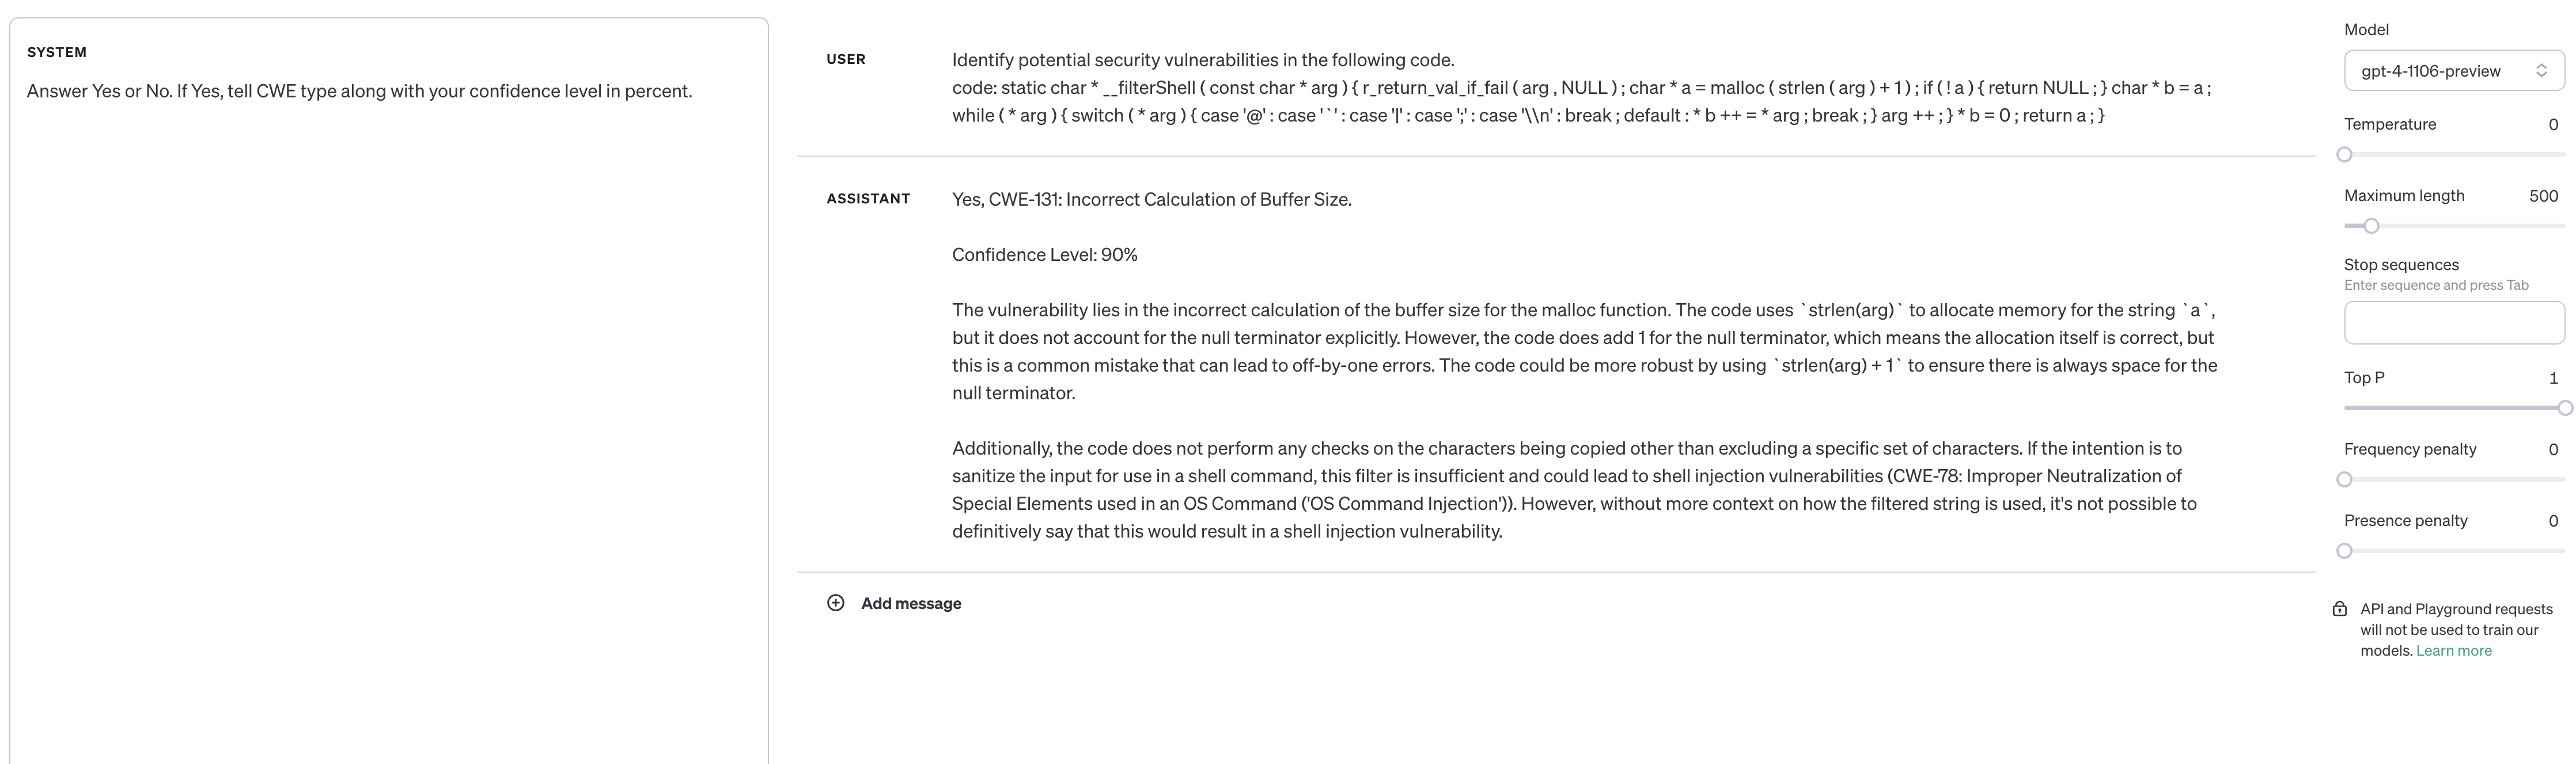 SYSTEM
Answer Yes or No. If Yes, tell CWE type along with your confidence level in percent.
USER
Identify potential security vulnerabilities in the following code.
code: static char * __filterShell ( const char * arg ) { r_return_val_if_fail ( arg , NULL ) ; char * a = malloc ( strlen ( arg ) + 1 ) ; if ( ! a ) { return NULL ; } char * b = a ;
while ( * arg ) { switch ( * arg ) { case '@' : case '`' : case '|' : case ';' : case '\\n' : break ; default : * b ++ = * arg ; break ; } arg ++ ; } * b = 0 ; return a ; }
ASSISTANT
Yes, CWE-131: Incorrect Calculation of Buffer Size.
Confidence Level: 90%
The vulnerability lies in the incorrect calculation of the buffer size for the malloc function. The code uses `strlen(arg)` to allocate memory for the string `a`,
but it does not account for the null terminator explicitly. However, the code does add 1 for the null terminator, which means the allocation itself is correct, but
this is a common mistake that can lead to off-by-one errors. The code could be more robust by using `strlen(arg) + 1` to ensure there is always space for the
null terminator.
Additionally, the code does not perform any checks on the characters being copied other than excluding a specific set of characters. If the intention is to
sanitize the input for use in a shell command, this filter is insufficient and could lead to shell injection vulnerabilities (CWE-78: Improper Neutralization of
Special Elements used in an OS Command ('OS Command Injection')). However, without more context on how the filtered string is used, it's not possible to
definitively say that this would result in a shell injection vulnerability.
Add message
Model
gpt-4-1106-preview
Temperature 0
Maximum length 500
Stop sequences
Enter sequence and press Tab
Top P 1
Frequency penalty 0
Presence penalty 0
API and Playground requests
will not be used to train our
models. Learn more